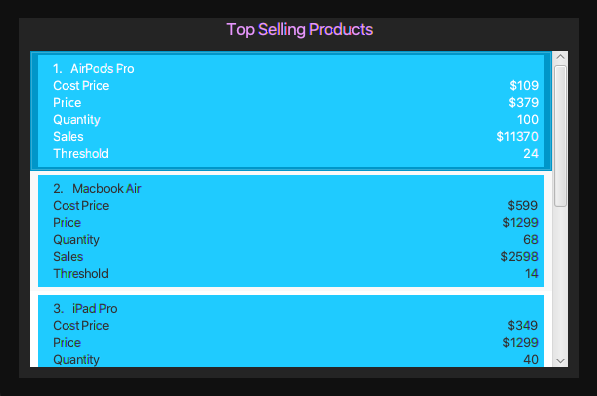 Top Selling Products
1. AirPods Pro
Cost Price $109
Price $379
Quantity 100
Sales $11370
Threshold 24
2. Macbook Air
Cost Price $599
Price $1299
Quantity 68
Sales $2598
Threshold 14
3. iPad Pro
Cost Price $349
Price $1299
Quantity 40